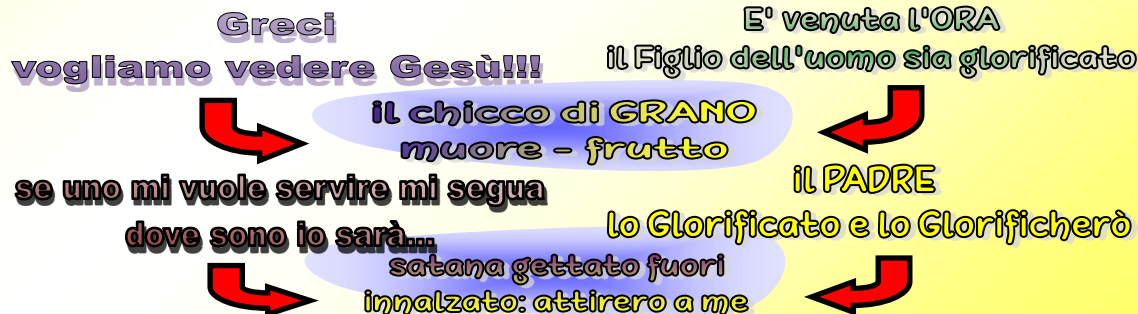 Greci
vogliamo vedere Gesù!!!
E' venuta l'ORA
il Figlio dell'uomo sia glorificato
il chicco di GRANO
muore - frutto
se uno mi vuole servire mi segua
dove sono io sarà...
il PADRE
lo Glorificato e lo Glorificherò
satana gettato fuori
innalzato: attirero a me